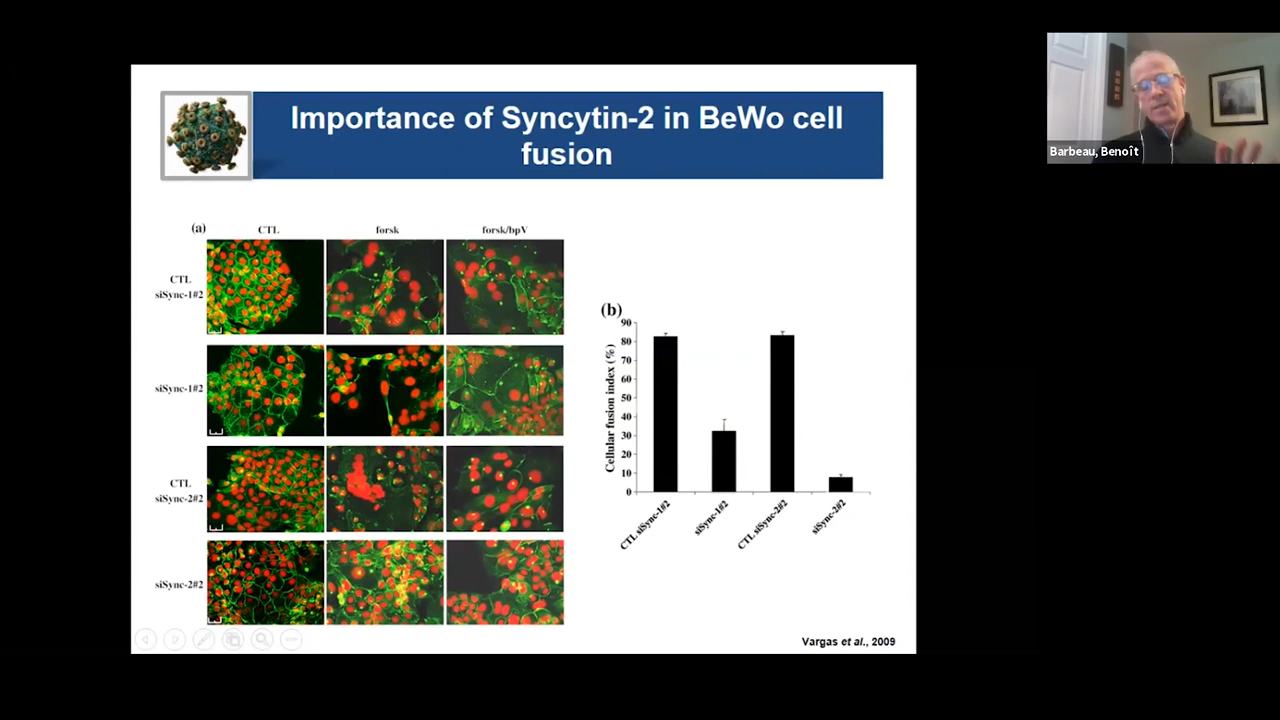 Importance of Syncytin-2 in BeWo cell
fusion
Barbeau, Benoît
(a)
CTL
forsk
forsk/bpV
CTL
siSync-1#2
siSync-1#2
CTL
siSync-2#2
siSync-2#2
(b)
Cellular fusion index (%)
90
80
70
60
50
40
30
20
10
0
CTL siSync-1#2
siSync-1#2
CTL siSync-2#2
siSync-2#2
Vargas et al., 2009